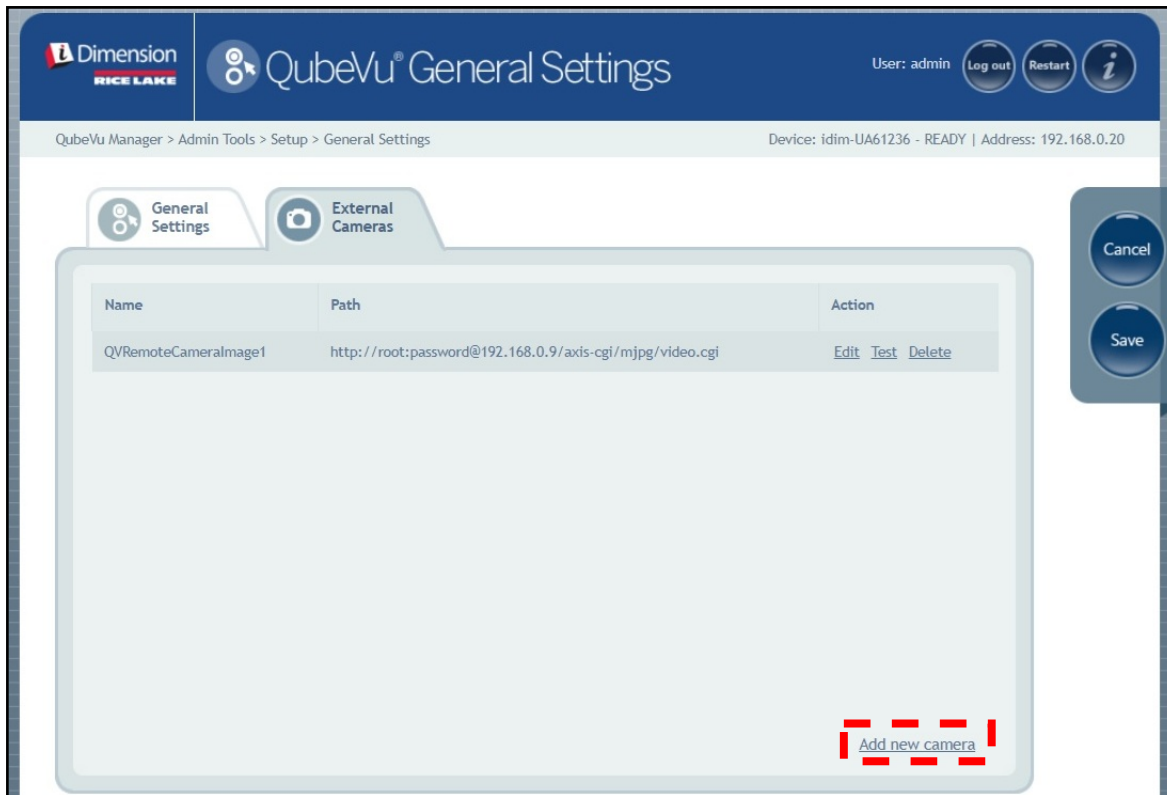 i Dimension
RICE LAKE
QubeVu® General Settings
User: admin
Log out
Restart
i
QubeVu Manager > Admin Tools > Setup > General Settings
Device: idim-UA61236 - READY | Address: 192.168.0.20
General
Settings
External
Cameras
Cancel
Save
Name Path Action
QVRemoteCameraImage1 http://root:password@192.168.0.9/axis-cgi/mjpg/video.cgi Edit Test Delete
Add new camera